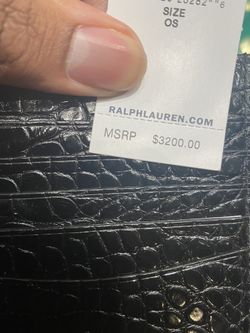 SIZE
OS
RALPHLAUREN.COM
MSRP $3200.00